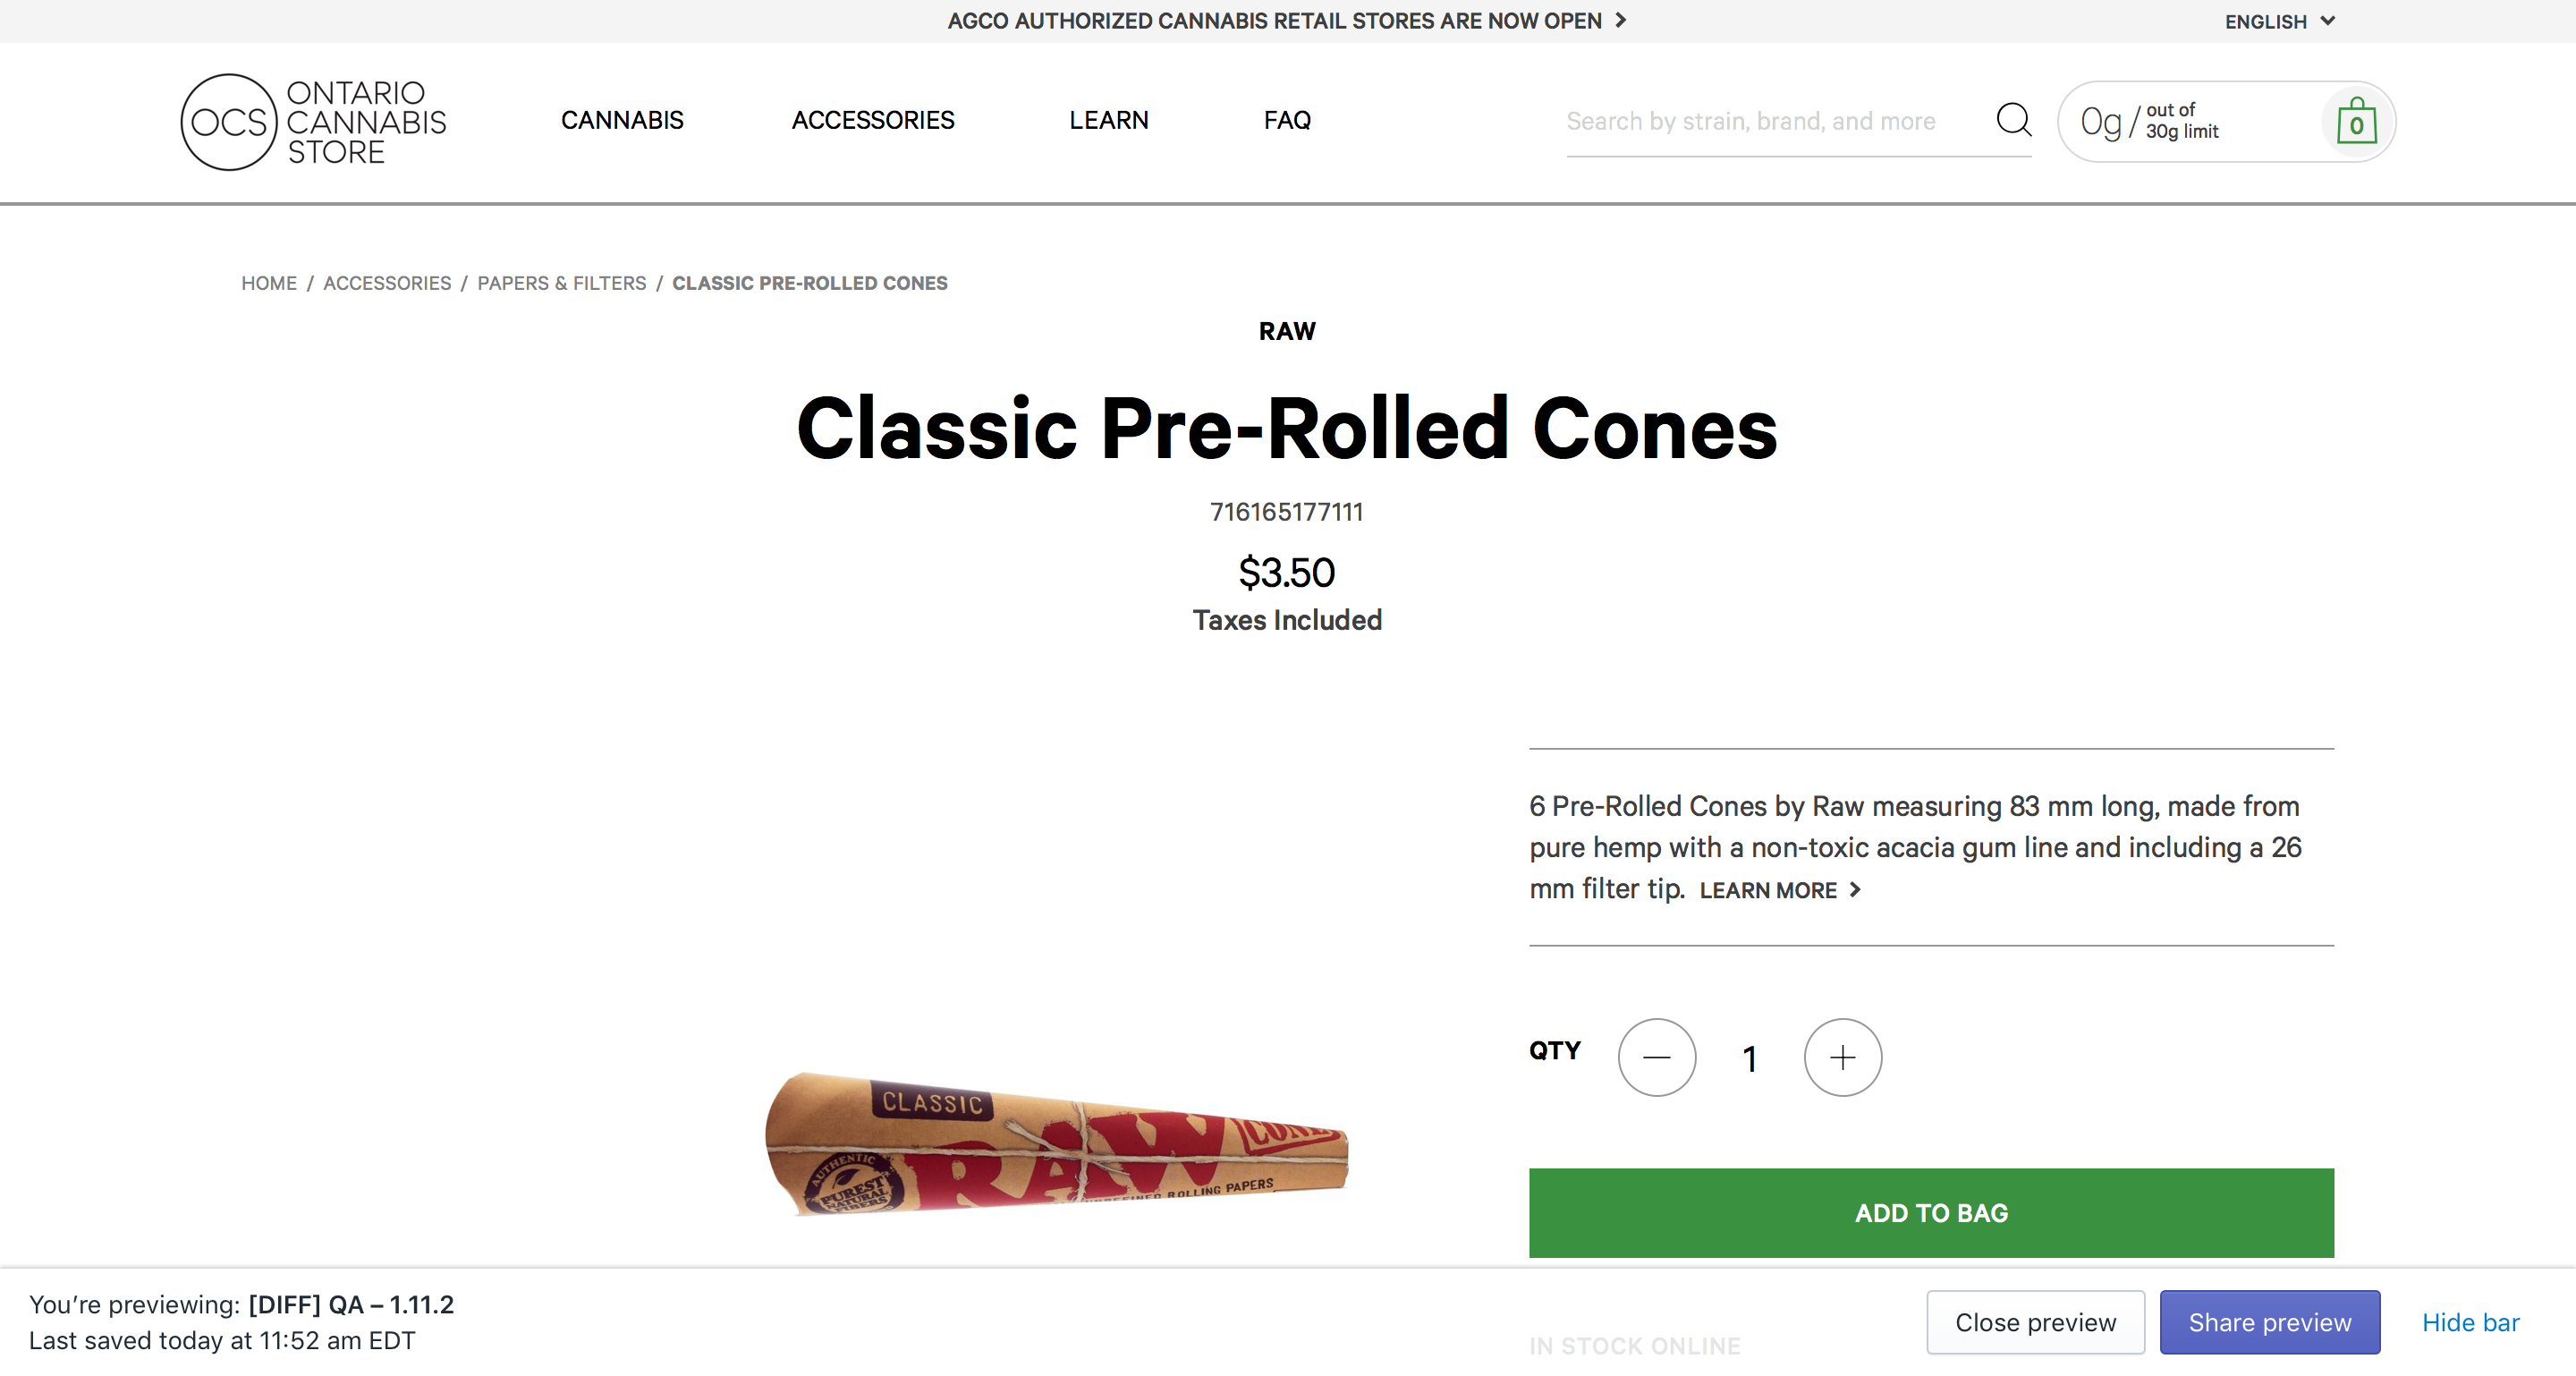 AGCO AUTHORIZED CANNABIS RETAIL STORES ARE NOW OPEN
ENGLISH
OCS
ONTARIO
CANNABIS
STORE
CANNABIS
ACCESSORIES
LEARN
FAQ
Search by strain, brand, and more
0g/
out of
30g limit
0
HOME / ACCESSORIES / PAPERS & FILTERS / CLASSIC PRE-ROLLED CONES
RAW
Classic Pre-Rolled Cones
716165177111
$3.50
Taxes Included
6 Pre-Rolled Cones by Raw measuring 83 mm long, made from
pure hemp with a non-toxic acacia gum line and including a 26
mm filter tip. LEARN MORE
QTY
1
CLASSIC
RAW
CONE
AUTHENTIC
PUREST
NATURAL
FIBERS
ROLLING PAPERS
ADD TO BAG
IN STOCK ONLINE
You’re previewing: [DIFF] QA – 1.11.2
Last saved today at 11:52 am EDT
Close preview
Share preview
Hide bar